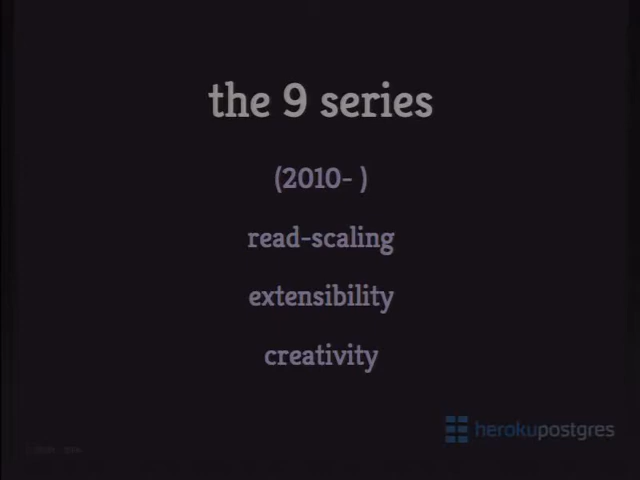 the 9 series
(2010- )
read-scaling
extensibility
creativity
herokupostgres